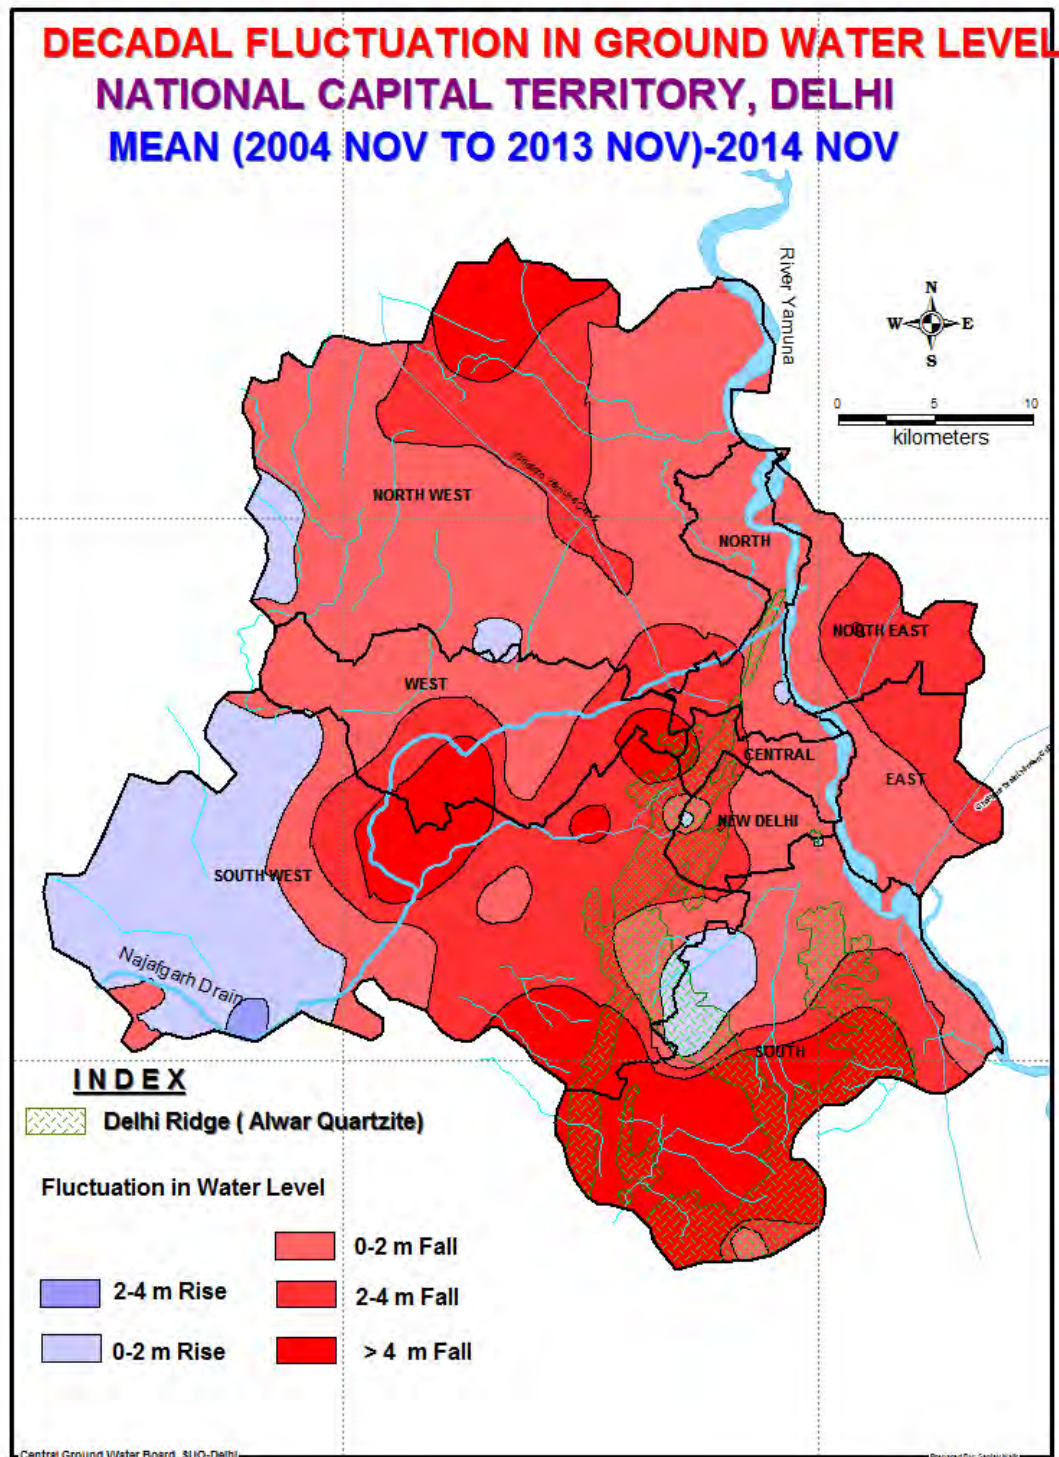 DECADAL FLUCTUATION IN GROUND WATER LEVEL
NATIONAL CAPITAL TERRITORY, DELHI
MEAN (2004 NOV TO 2013 NOV)-2014 NOV
River Yamuna
N
W E
S
0 5 10
kilometers
NORTH WEST
NORTH
NORTH EAST
WEST
CENTRAL
EAST
NEW DELHI
SOUTH WEST
Najafgarh Drain
SOUTH
INDEX
Delhi Ridge ( Alwar Quartzite)
Fluctuation in Water Level
0-2 m Fall
2-4 m Rise
2-4 m Fall
0-2 m Rise
> 4 m Fall
Central Ground Water Board, SUO-Delhi